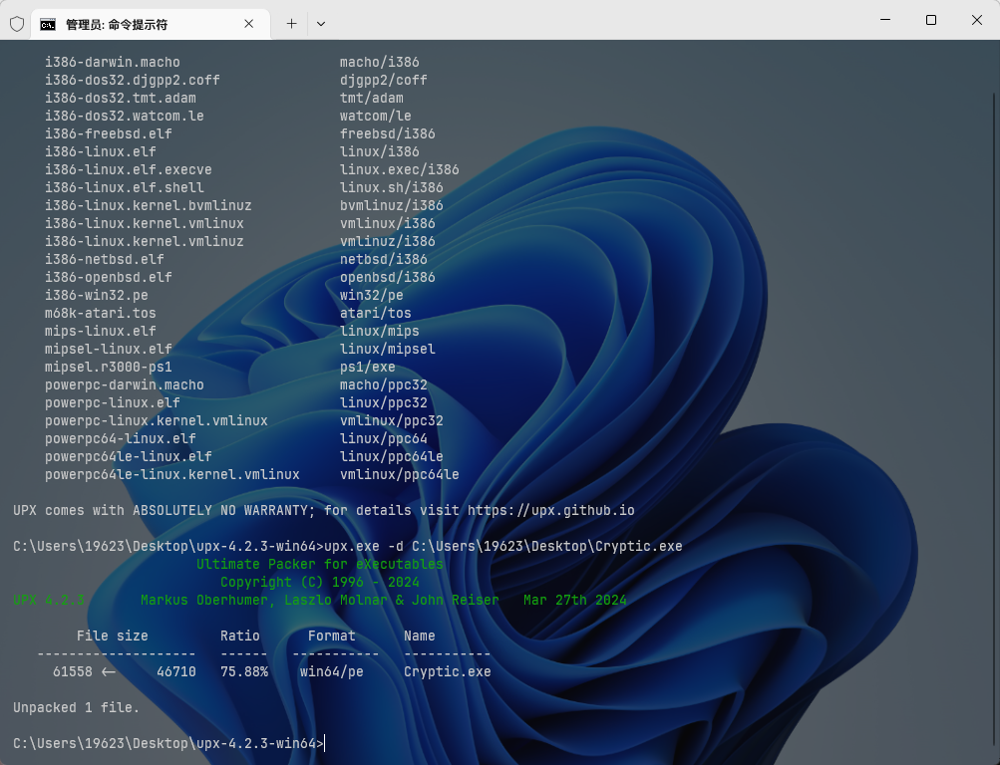 管理员: 命令提示符
i386-darwin.macho macho/i386
i386-dos32.djgpp2.coff djgpp2/coff
i386-dos32.tmt.adam tmt/adam
i386-dos32.watcom.le watcom/le
i386-freebsd.elf freebsd/i386
i386-linux.elf linux/i386
i386-linux.elf.execve linux.exec/i386
i386-linux.elf.shell linux.sh/i386
i386-linux.kernel.bvmlinuz bvmlinuz/i386
i386-linux.kernel.vmlinux vmlinux/i386
i386-linux.kernel.vmlinuz vmlinuz/i386
i386-netbsd.elf netbsd/i386
i386-openbsd.elf openbsd/i386
i386-win32.pe win32/pe
m68k-atari.tos atari/tos
mips-linux.elf linux/mips
mipsel-linux.elf linux/mipsel
mipsel.r3000-ps1 ps1/exe
powerpc-darwin.macho macho/ppc32
powerpc-linux.elf linux/ppc32
powerpc-linux.kernel.vmlinux vmlinux/ppc32
powerpc64-linux.elf linux/ppc64
powerpc64le-linux.elf linux/ppc64le
powerpc64le-linux.kernel.vmlinux vmlinux/ppc64le
UPX comes with ABSOLUTELY NO WARRANTY; for details visit https://upx.github.io
C:\Users\19623\Desktop\upx-4.2.3-win64>upx.exe -d C:\Users\19623\Desktop\Cryptic.exe
Ultimate Packer for eXecutables
Copyright (C) 1996 - 2024
UPX 4.2.3 Markus Oberhumer, Laszlo Molnar & John Reiser Mar 27th 2024
File size Ratio Format Name
-------------------- ------ ----------- -----------
61558 <- 46710 75.88% win64/pe Cryptic.exe
Unpacked 1 file.
C:\Users\19623\Desktop\upx-4.2.3-win64>